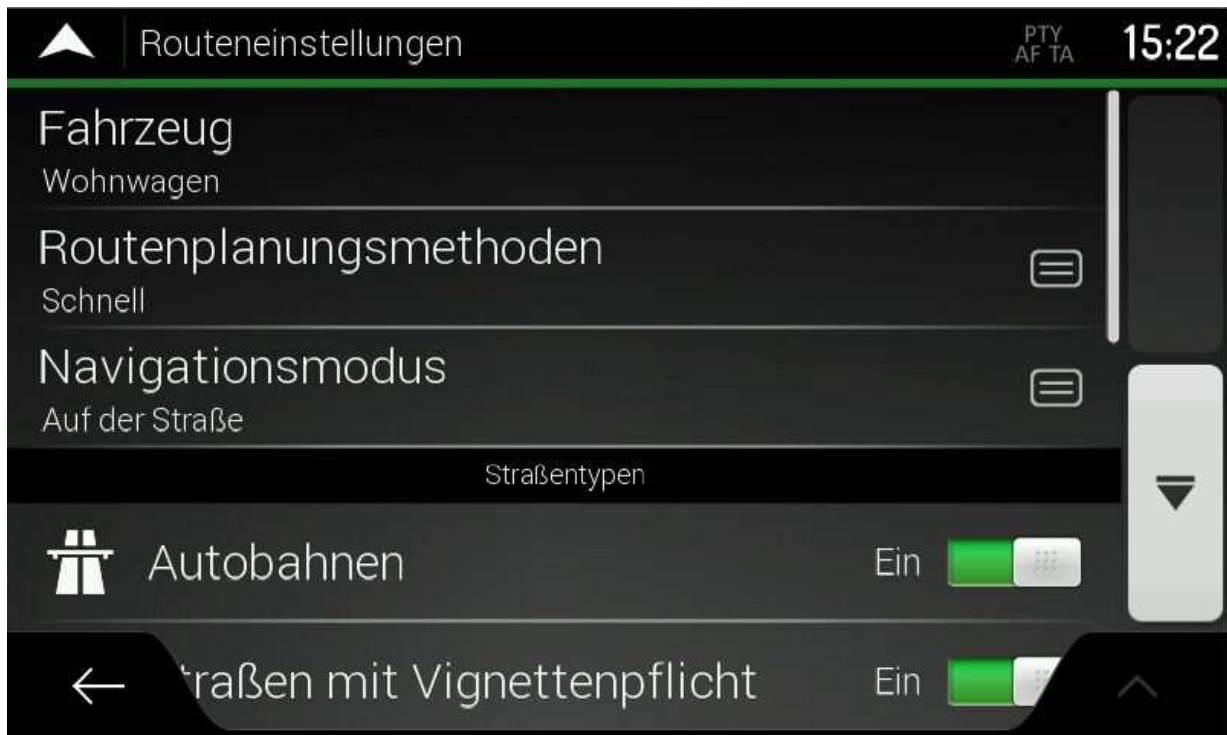 Routeneinstellungen
PTY
AF TA
15:22
Fahrzeug
Wohnwagen
Routenplanungsmethoden
Schnell
Navigationsmodus
Auf der Straße
Straßentypen
Autobahnen
Ein
traßen mit Vignettenpflicht
Ein